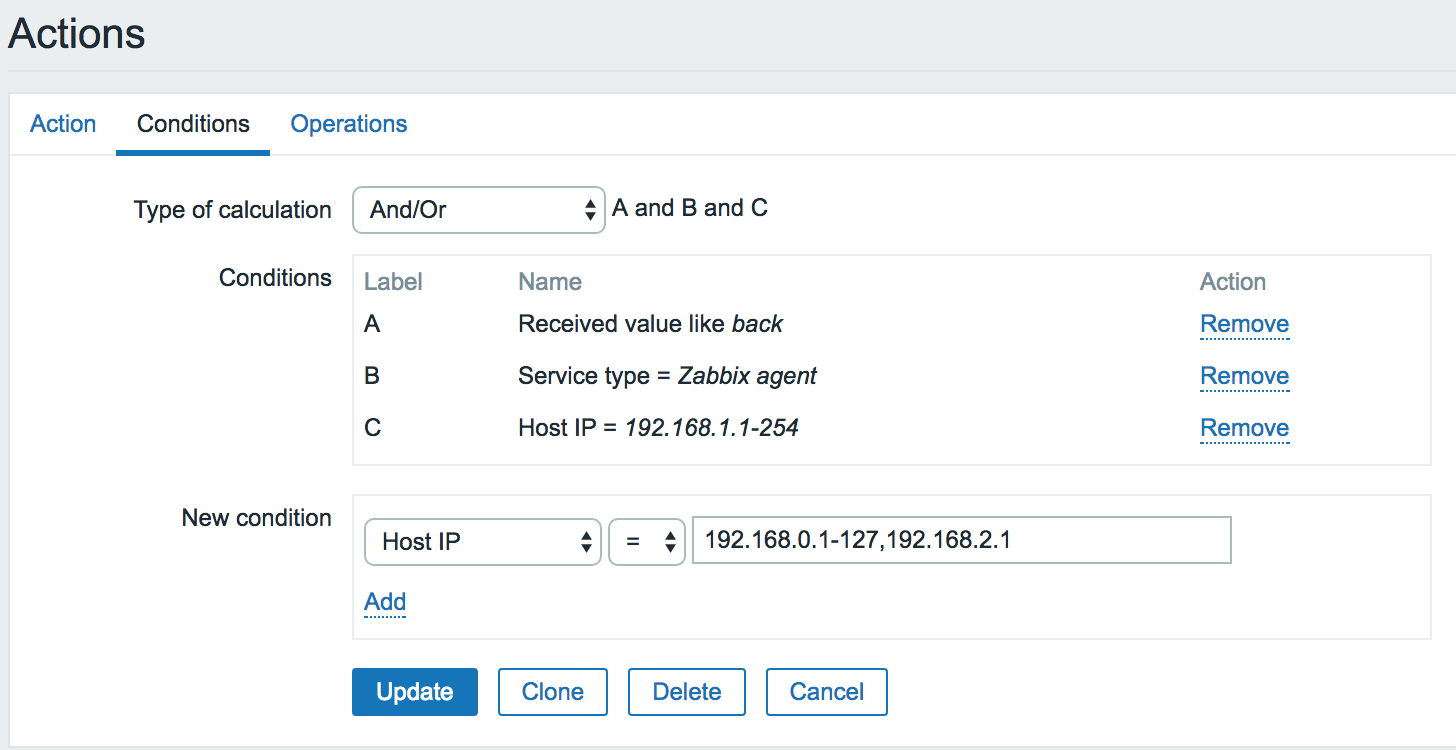 Actions
Action Conditions Operations
Type of calculation And/Or A and B and C
Conditions Label Name Action
A Received value like back Remove
B Service type = Zabbix agent Remove
C Host IP = 192.168.1.1-254 Remove
New condition
Host IP = 192.168.0.1-127,192.168.2.1
Add
Update Clone Delete Cancel